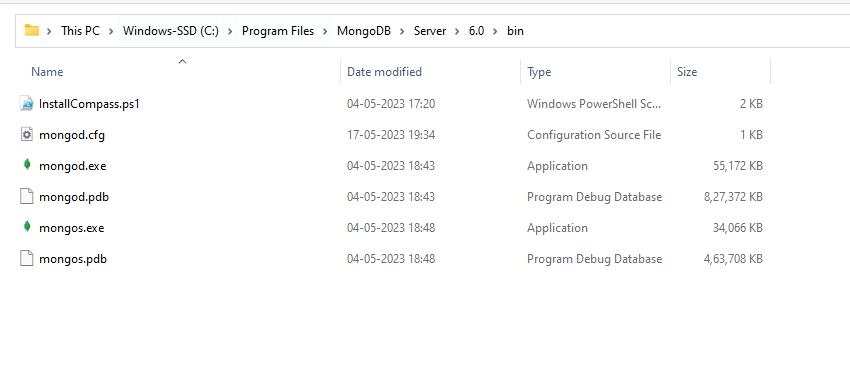 This PC > Windows-SSD (C:) > Program Files > MongoDB > Server > 6.0 > bin
Name Date modified Type Size
InstallCompass.ps1 04-05-2023 17:20 Windows PowerShell Sc... 2 KB
mongod.cfg 17-05-2023 19:34 Configuration Source File 1 KB
mongod.exe 04-05-2023 18:43 Application 55,172 KB
mongod.pdb 04-05-2023 18:43 Program Debug Database 8,27,372 KB
mongos.exe 04-05-2023 18:48 Application 34,066 KB
mongos.pdb 04-05-2023 18:48 Program Debug Database 4,63,708 KB